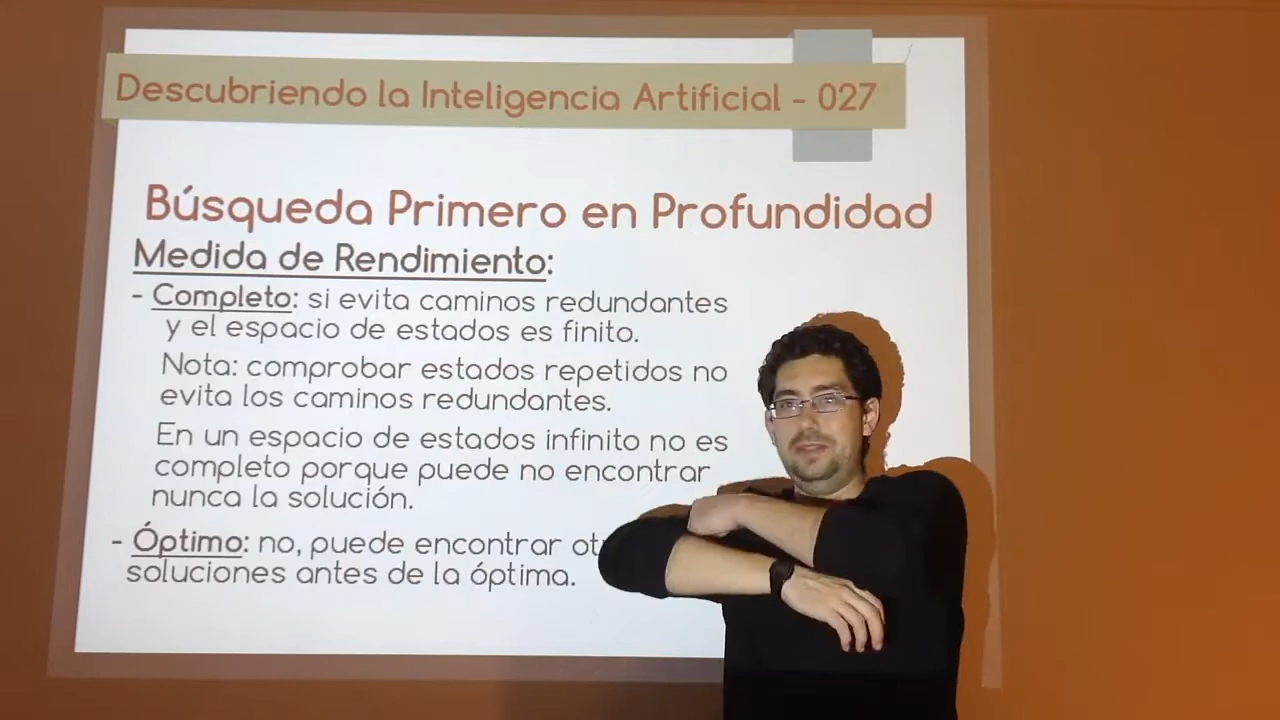 Descubriendo la Inteligencia Artificial - 027
Búsqueda Primero en Profundidad
Medida de Rendimiento:
- Completo: si evita caminos redundantes
y el espacio de estados es finito.
Nota: comprobar estados repetidos no
evita los caminos redundantes.
En un espacio de estados infinito no es
completo porque puede no encontrar
nunca la solución.
- Óptimo: no, puede encontrar
soluciones antes de la óptima.